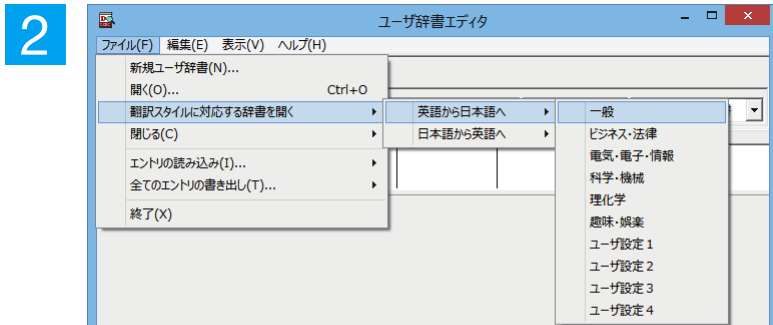 2
ユーザ辞書エディタ
ファイル(F) 編集(E) 表示(V) ヘルプ(H)
新規ユーザ辞書(N)...
開く(O)... Ctrl+O
翻訳スタイルに対応する辞書を開く
閉じる(C)
エントリの読み込み(I)...
全てのエントリの書き出し(T)...
終了(X)
英語から日本語へ
日本語から英語へ
一般
ビジネス・法律
電気・電子・情報
科学・機械
理化学
趣味・娯楽
ユーザ設定 1
ユーザ設定 2
ユーザ設定 3
ユーザ設定 4